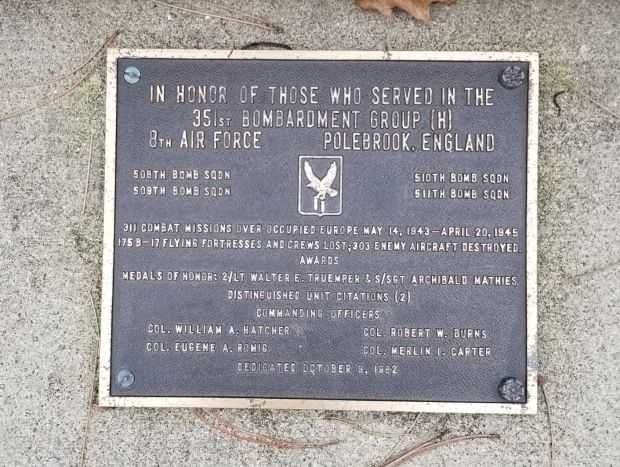 IN HONOR OF THOSE WHO SERVED IN THE
351ST BOMBARDMENT GROUP (H)
8TH AIR FORCE POLEBROOK, ENGLAND
508TH BOMB SQDN 510TH BOMB SQDN
509TH BOMB SQDN 511TH BOMB SQDN
311 COMBAT MISSIONS OVER OCCUPIED EUROPE MAY 14, 1943–APRIL 20, 1945
175 B-17 FLYING FORTRESSES AND CREWS LOST; 303 ENEMY AIRCRAFT DESTROYED.
AWARDS
MEDALS OF HONOR: 2/LT WALTER E. TRUEMPER & S/SGT ARCHIBALD MATHIES
DISTINGUISHED UNIT CITATIONS (2)
COMMANDING OFFICERS
COL. WILLIAM A. HATCHER COL. ROBERT W. BURNS
COL. EUGENE A. ROMIG COL. MERLIN I. CARTER
DEDICATED OCTOBER 9, 1982